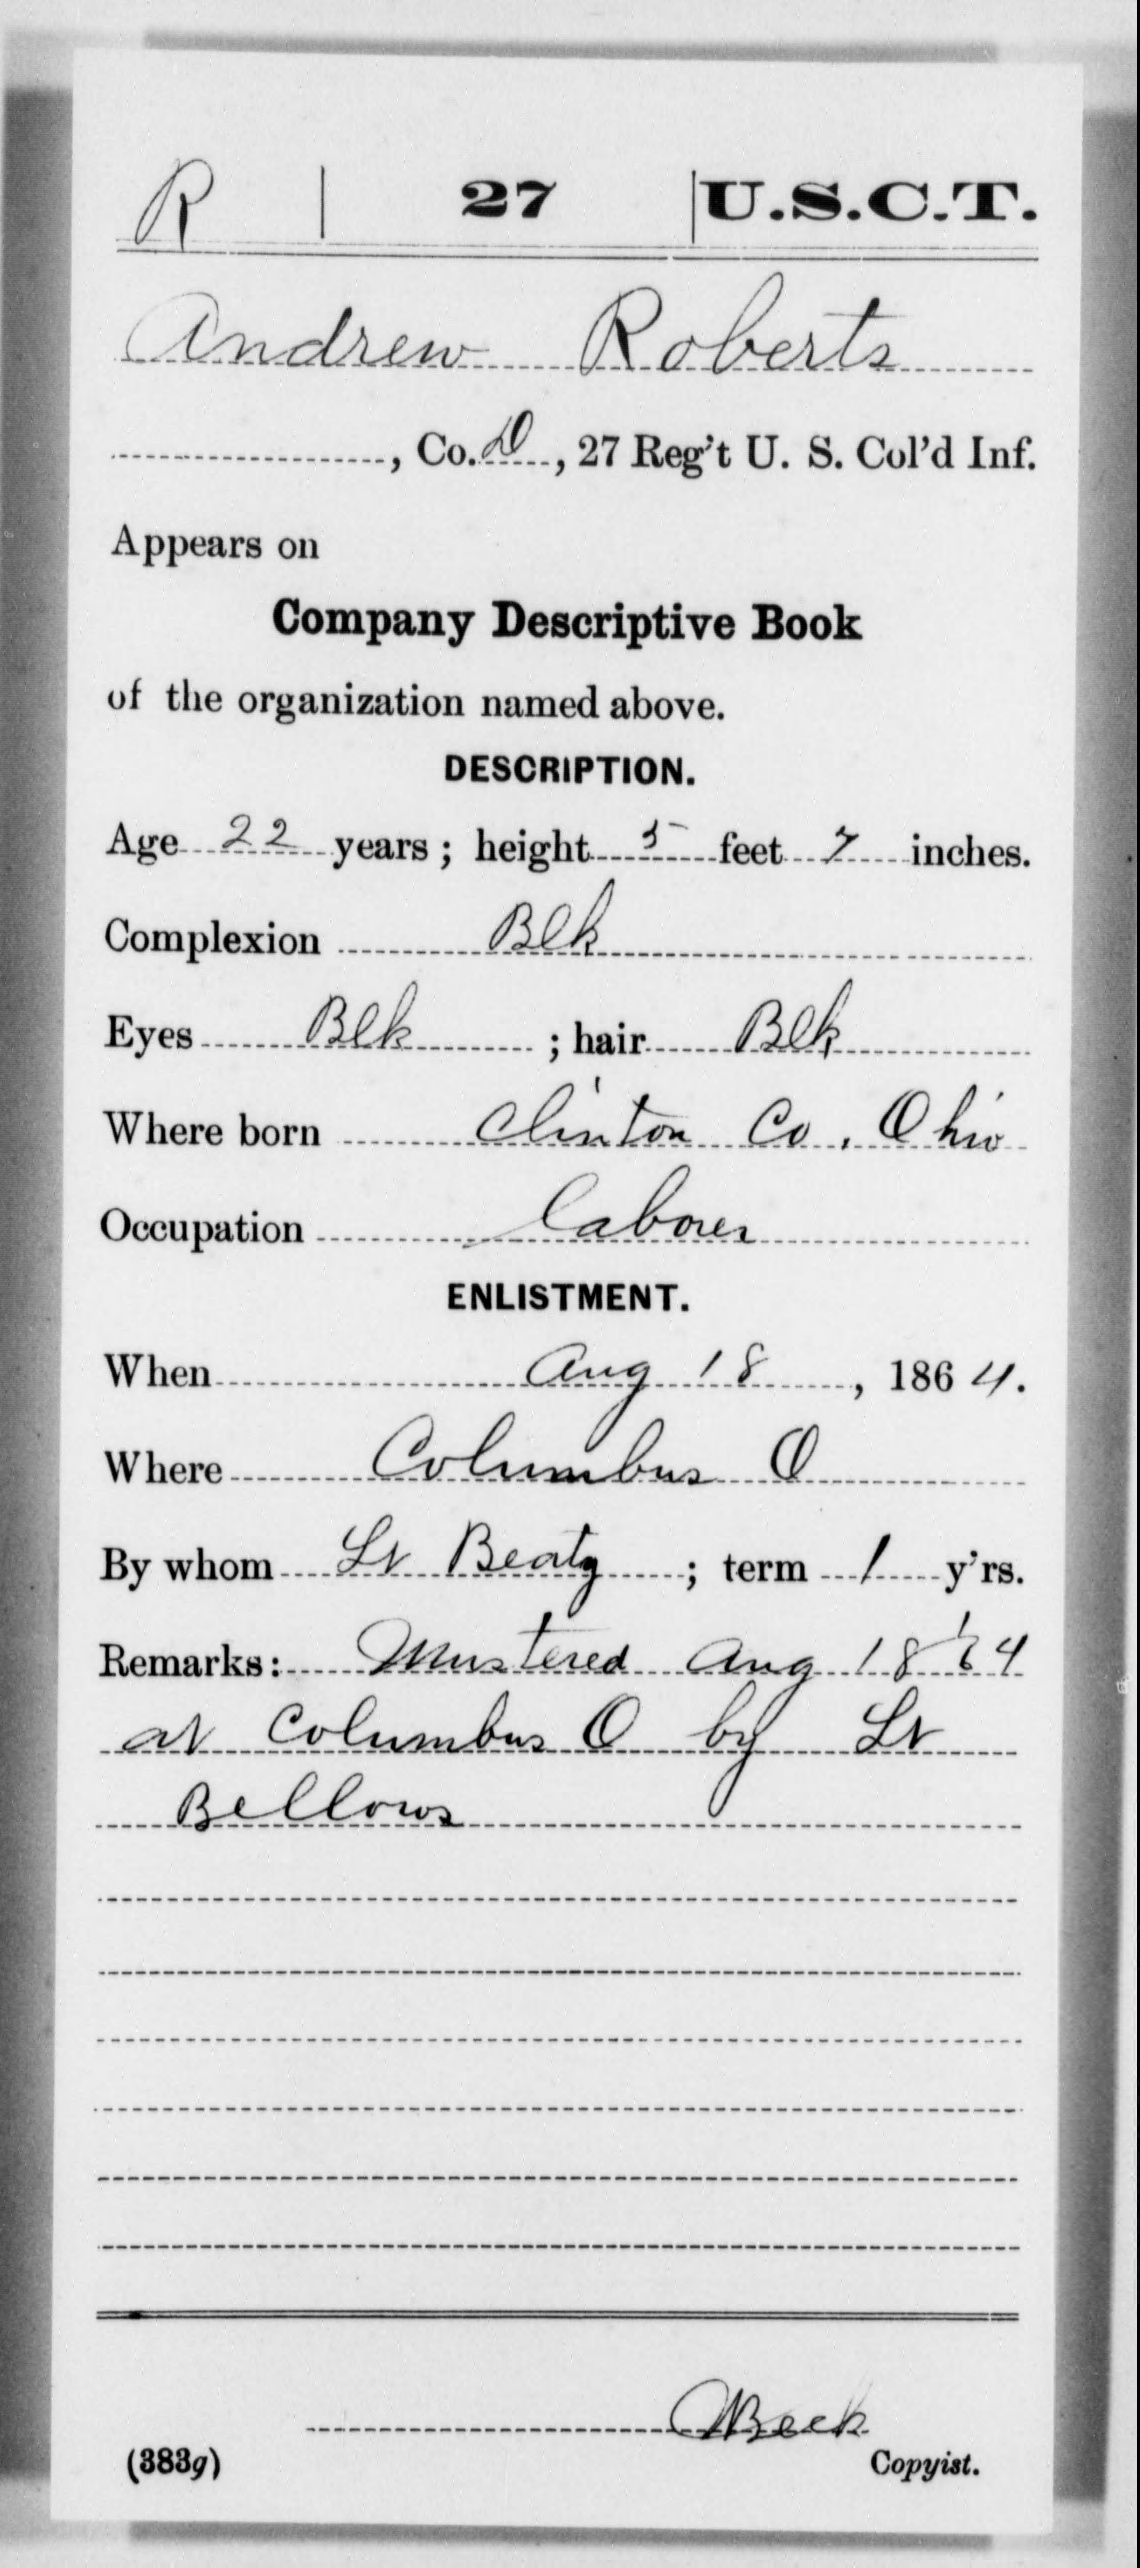 R | 27 | U.S.C.T.
Andrew Roberts
, Co. D, 27 Reg't U. S. Col'd Inf.
Appears on
Company Descriptive Book
of the organization named above.
DESCRIPTION.
Age 22 years; height 5 feet 7 inches.
Complexion Blk
Eyes Blk ; hair Blk
Where born Clinton Co, Ohio
Occupation laborer
ENLISTMENT.
When Aug 18, 1864.
Where Columbus O
By whom Lt Beaty ; term 1 y'rs.
Remarks: Mustered Aug 18 '64
at Columbus O by Lt
Bellows
Beck
(383g) Copyist.